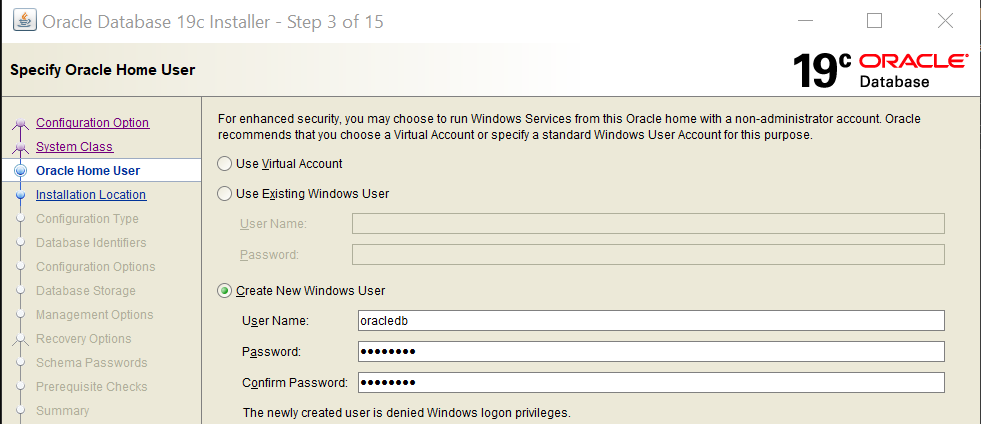 Oracle Database 19c Installer - Step 3 of 15
Specify Oracle Home User
19c ORACLE®
Database
Configuration Option
System Class
Oracle Home User
Installation Location
Configuration Type
Database Identifiers
Configuration Options
Database Storage
Management Options
Recovery Options
Schema Passwords
Prerequisite Checks
Summary
For enhanced security, you may choose to run Windows Services from this Oracle home with a non-administrator account. Oracle
recommends that you choose a Virtual Account or specify a standard Windows User Account for this purpose.
Use Virtual Account
Use Existing Windows User
User Name:
Password:
Create New Windows User
User Name: oracledb
Password: ••••••••
Confirm Password: ••••••••
The newly created user is denied Windows logon privileges.